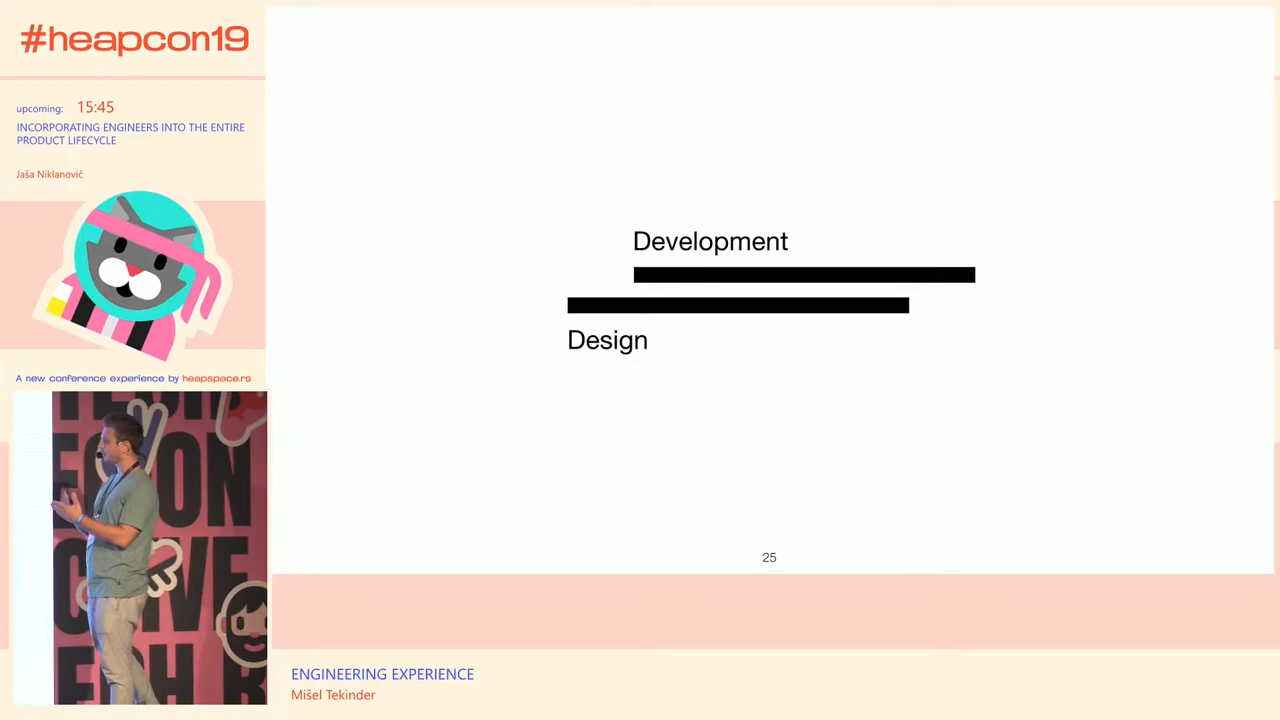 #heapcon19
upcoming: 15:45
INCORPORATING ENGINEERS INTO THE ENTIRE
PRODUCT LIFECYCLE
Jaša Niklanovič
A new conference experience by heapspace.rs
Development
Design
25
ENGINEERING EXPERIENCE
Mišel Tekinder